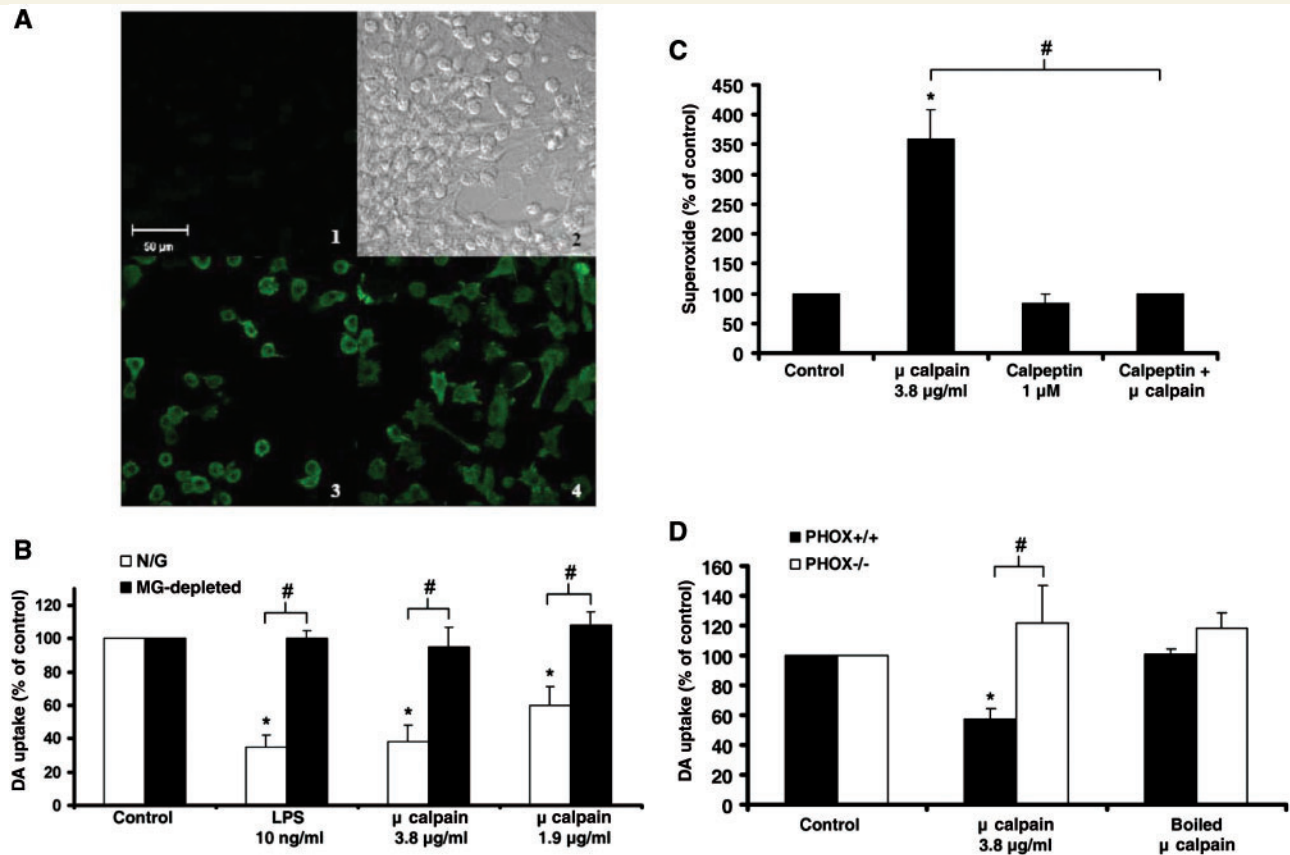 A
50 µm
1
2
3
4
B
N/G
MG-depleted
DA uptake (% of control)
120
100
80
60
40
20
0
#
#
#
*
*
*
Control
LPS
10 ng/ml
µ calpain
3.8 µg/ml
µ calpain
1.9 µg/ml
C
#
*
Superoxide (% of control)
450
400
350
300
250
200
150
100
50
0
Control
µ calpain
3.8 µg/ml
Calpeptin
1 µM
Calpeptin +
µ calpain
D
PHOX+/+
PHOX-/-
DA uptake (% of control)
160
140
120
100
80
60
40
20
0
#
*
Control
µ calpain
3.8 µg/ml
Boiled
µ calpain